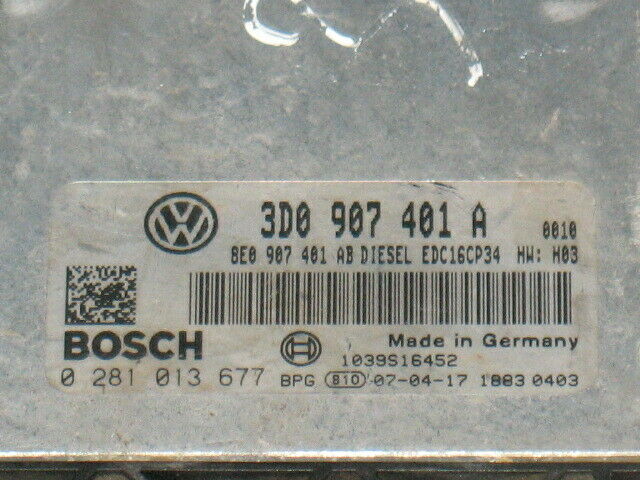 3D0 907 401 A 0010
8E0 907 401 AB DIESEL EDC16CP34 HW: H03
BOSCH Made in Germany
1039S16452
0 281 013 677 BPG 810 07-04-17 1883 0403